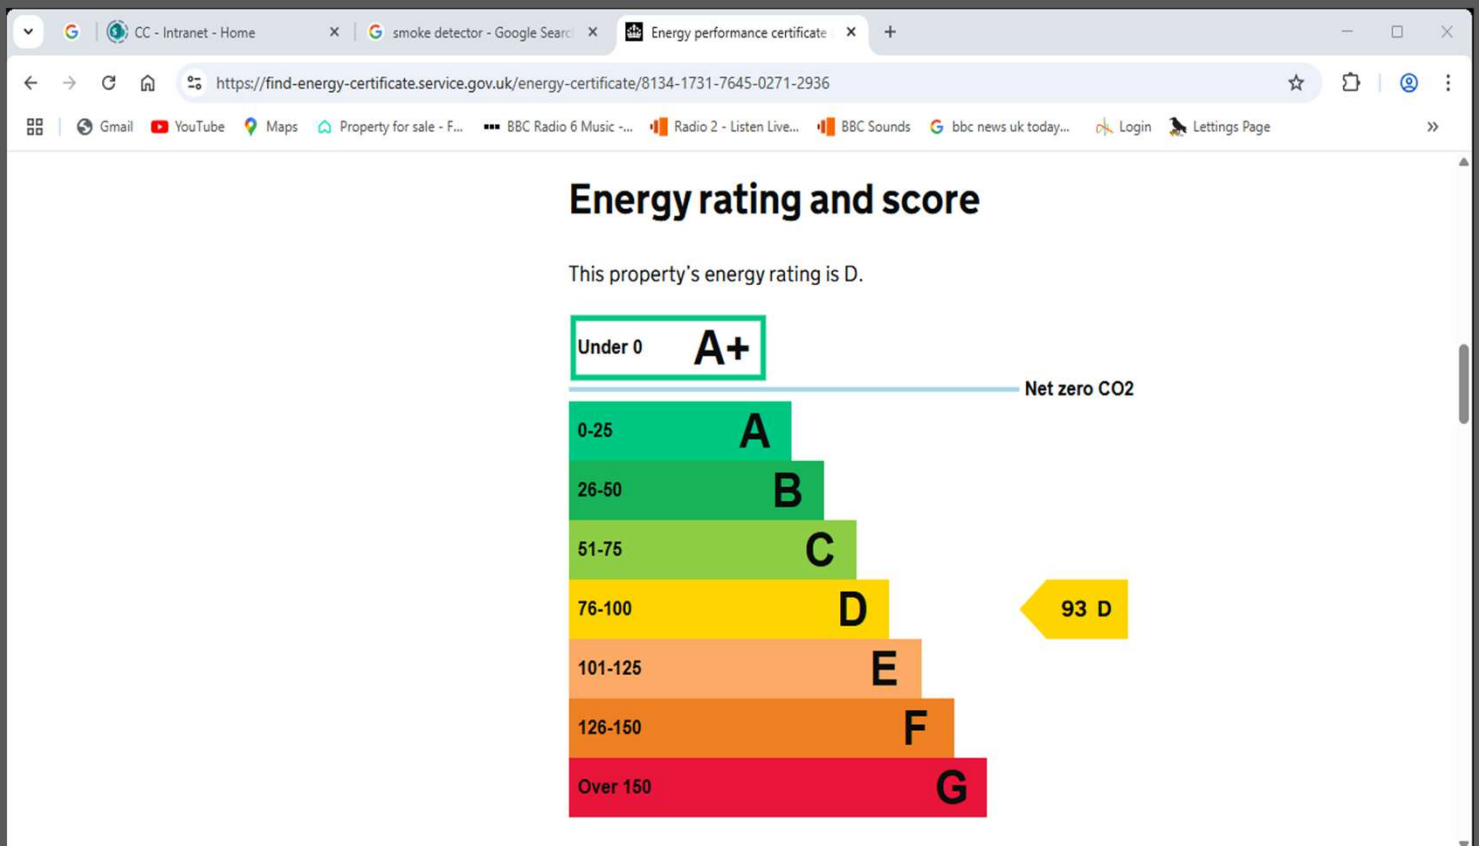 CC - Intranet - Home
smoke detector - Google Searc
Energy performance certificate
https://find-energy-certificate.service.gov.uk/energy-certificate/8134-1731-7645-0271-2936
Gmail YouTube Maps Property for sale - F... BBC Radio 6 Music -... Radio 2 - Listen Live... BBC Sounds bbc news uk today... Login Lettings Page
Energy rating and score
This property's energy rating is D.
Under 0 A+
Net zero CO2
0-25 A
26-50 B
51-75 C
76-100 D
93 D
101-125 E
126-150 F
Over 150 G